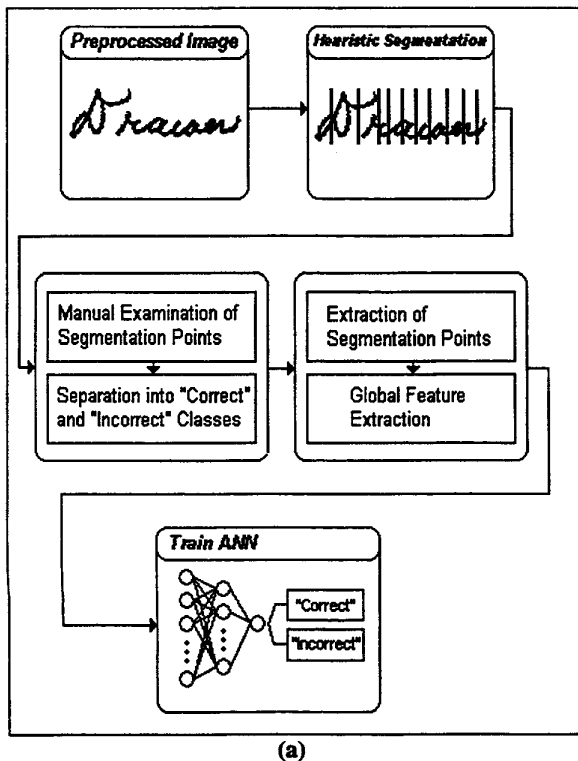 Preprocessed Image
Heuristic Segmentation
Manual Examination of
Segmentation Points
Separation into "Correct"
and "Incorrect" Classes
Extraction of
Segmentation Points
Global Feature
Extraction
Train ANN
"Correct"
"Incorrect"
(a)